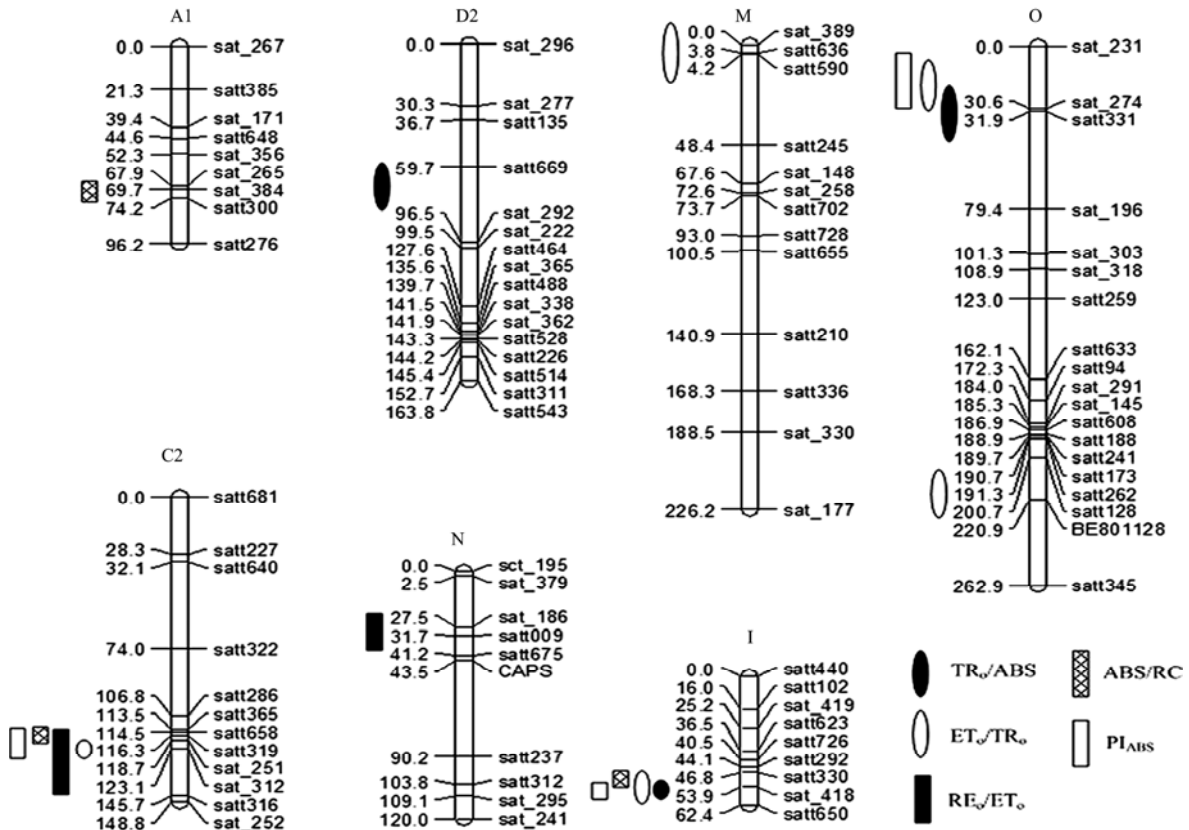 A1
0.0 sat_267
21.3 satt385
39.4 sat_171
44.6 satt648
52.3 sat_356
67.9 sat_265
69.7 sat_384
74.2 satt300
96.2 satt276
D2
0.0 sat_296
30.3 sat_277
36.7 satt135
59.7 satt669
96.5 sat_292
99.5 sat_222
127.6 satt464
135.6 sat_365
139.7 satt488
141.5 sat_338
141.9 sat_362
143.3 satt528
144.2 satt226
145.4 satt514
152.7 satt311
163.8 satt543
M
0.0 sat_389
3.8 satt636
4.2 satt590
48.4 satt245
67.6 sat_148
72.6 sat_258
73.7 satt702
93.0 satt728
100.5 satt655
140.9 satt210
168.3 satt336
188.5 sat_330
226.2 sat_177
O
0.0 sat_231
30.6 sat_274
31.9 satt331
79.4 sat_196
101.3 sat_303
108.9 sat_318
123.0 satt259
162.1 satt633
172.3 satt94
184.0 sat_291
185.3 sat_145
186.9 satt608
188.9 satt188
189.7 satt241
190.7 satt173
191.3 satt262
200.7 satt128
220.9 BE801128
262.9 satt345
C2
0.0 satt681
28.3 satt227
32.1 satt640
74.0 satt322
106.8 satt286
113.5 satt365
114.5 satt658
116.3 satt319
118.7 sat_251
123.1 sat_312
145.7 satt316
148.8 sat_252
N
0.0 sct_195
2.5 sat_379
27.5 sat_186
31.7 satt009
41.2 satt675
43.5 CAPS
90.2 satt237
103.8 satt312
109.1 sat_295
120.0 sat_241
I
0.0 satt440
16.0 satt102
25.2 sat_419
36.5 satt623
40.5 satt726
44.1 satt292
46.8 satt330
53.9 sat_418
62.4 satt650
TRₒ/ABS
ETₒ/TRₒ
REₒ/ETₒ
ABS/RC
PI_ABS